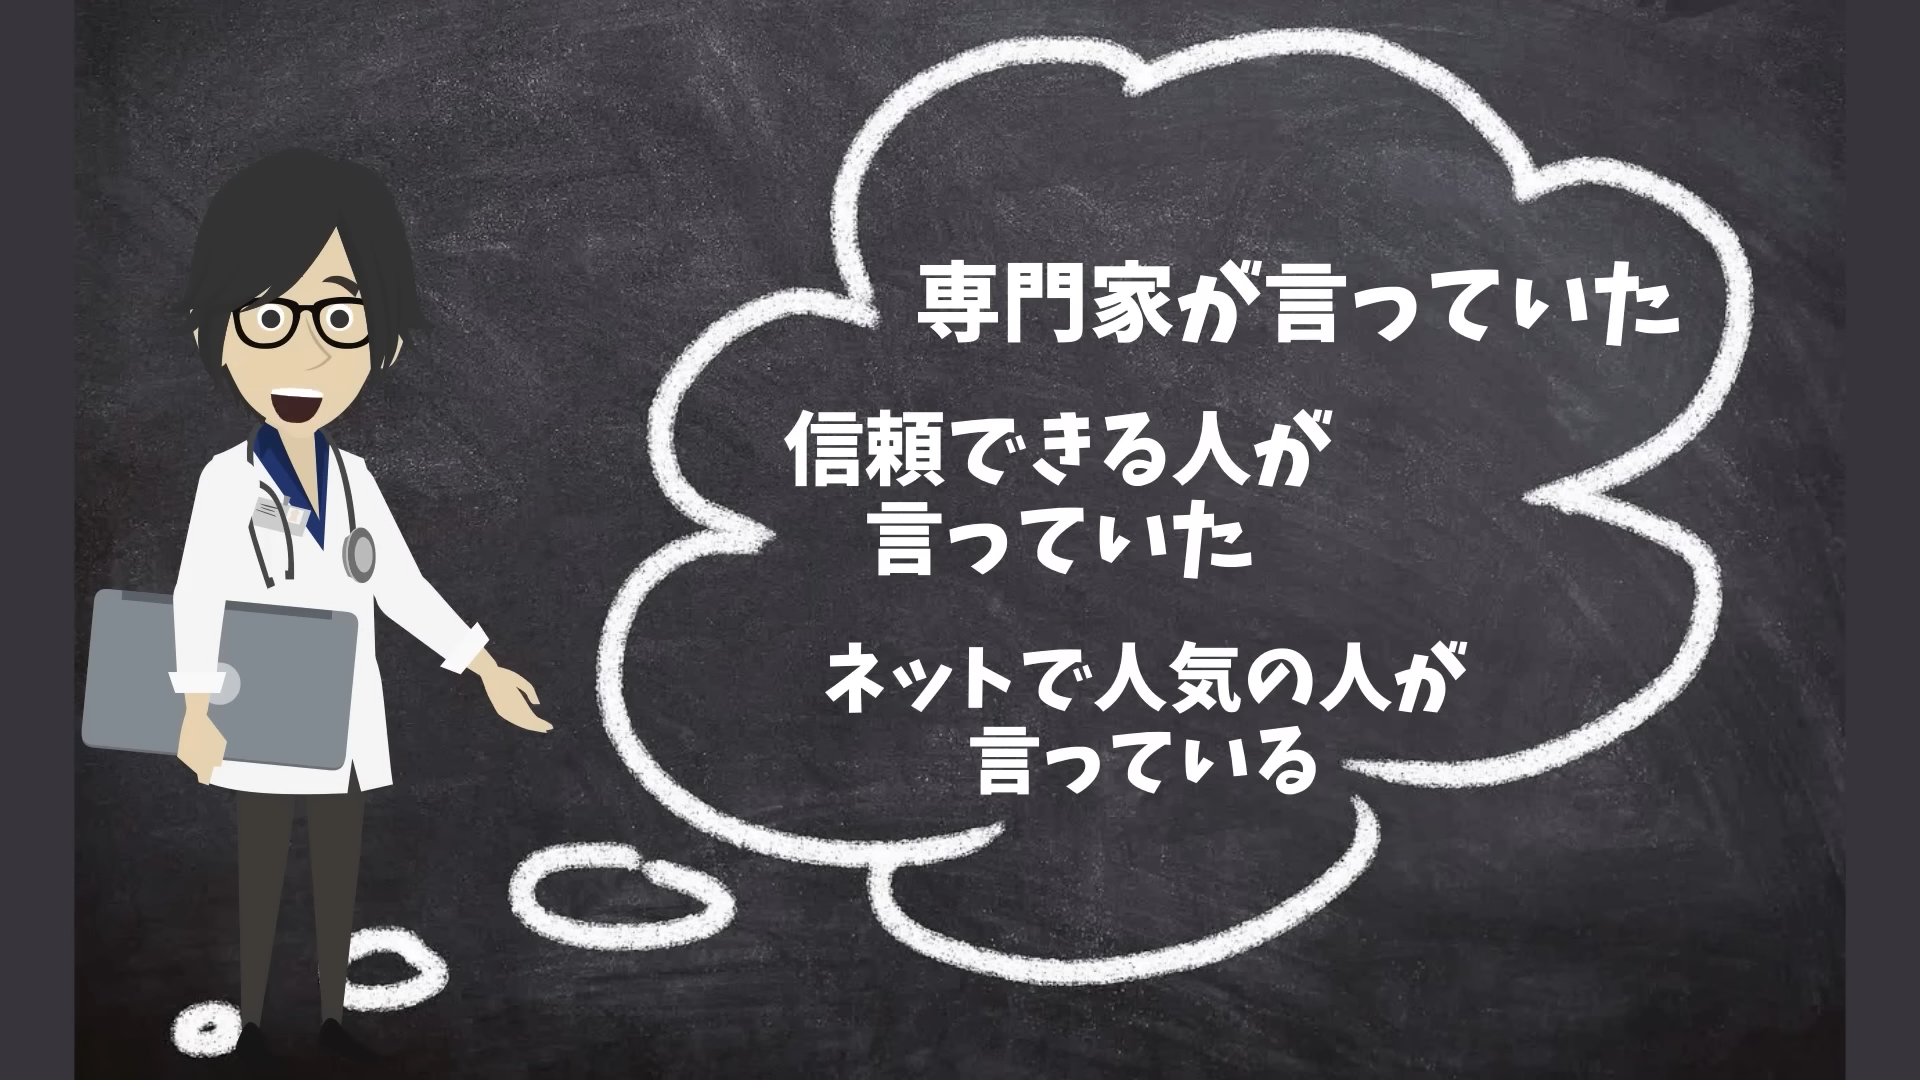 専門家が言っていた
信頼できる人が
言っていた
ネットで人気の人が
言っている